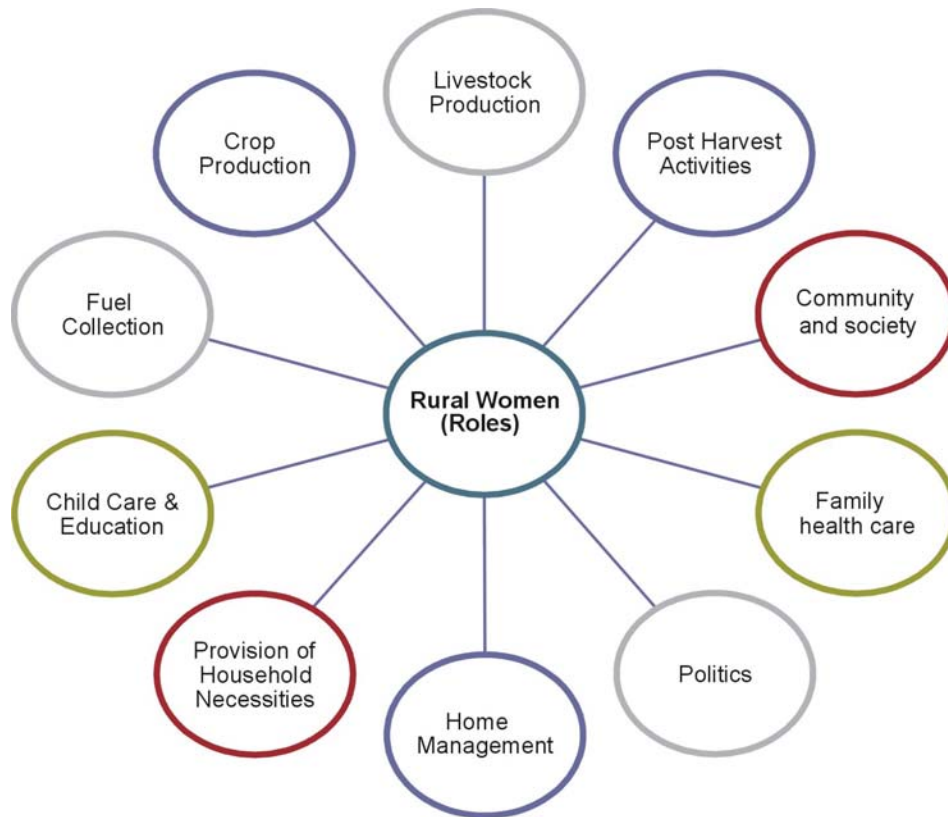 Livestock
Production
Post Harvest
Activities
Community
and society
Family
health care
Politics
Home
Management
Provision of
Household
Necessities
Child Care &
Education
Fuel
Collection
Crop
Production
Rural Women
(Roles)